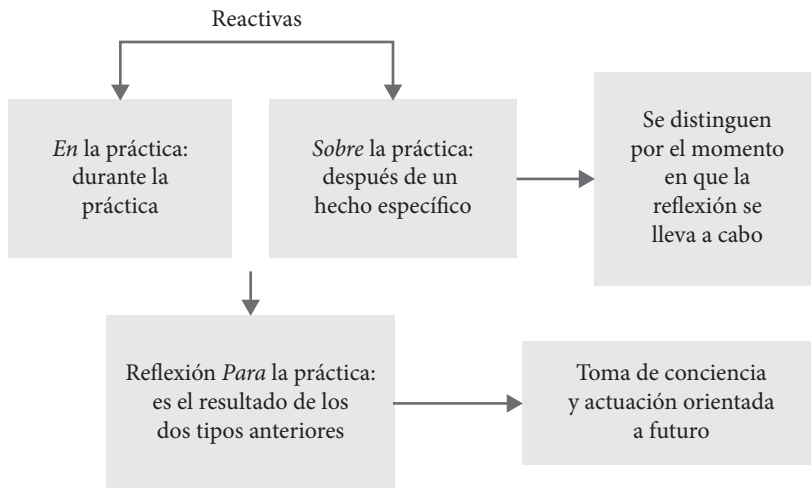 Reactivas
En la práctica:
durante la
práctica
Sobre la práctica:
después de un
hecho específico
Se distinguen
por el momento
en que la
reflexión se
lleva a cabo
Reflexión Para la práctica:
es el resultado de los
dos tipos anteriores
Toma de conciencia
y actuación orientada
a futuro